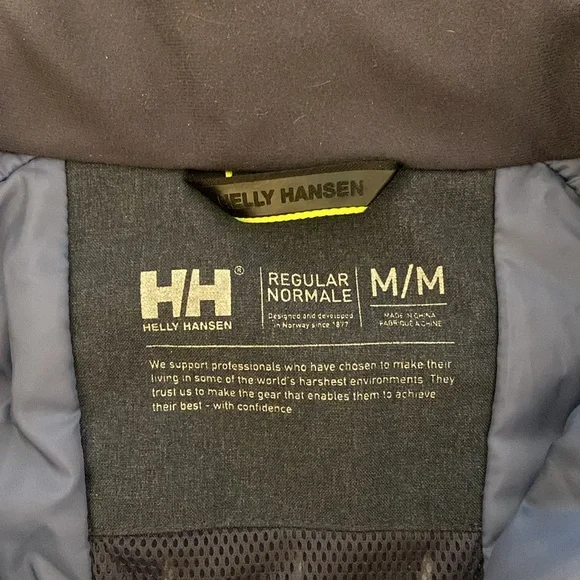 HELLY HANSEN
HH®
HELLY HANSEN
REGULAR
NORMALE
Designed and developed
in Norway since 1877
M/M
MADE IN CHINA
FABRIQUÉ À CHINE
We support professionals who have chosen to make their
living in some of the world's harshest environments. They
trust us to make the gear that enables them to achieve
their best - with confidence